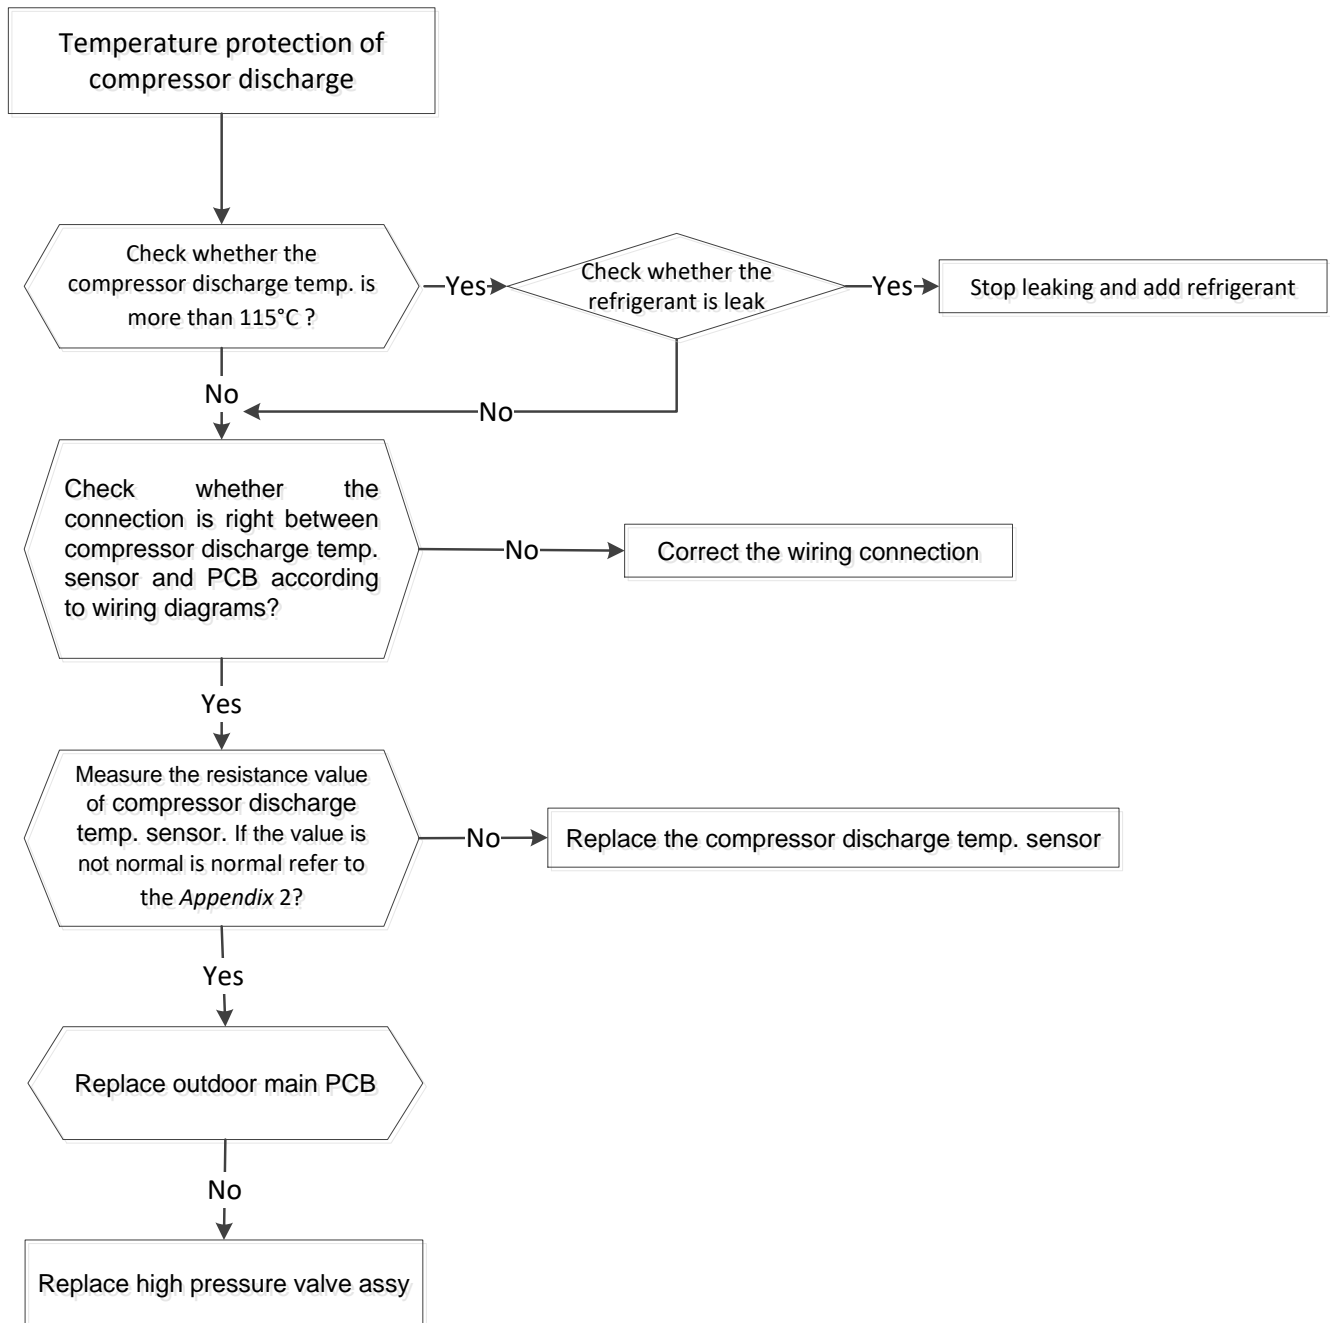 Temperature protection of
compressor discharge
Check whether the
compressor discharge temp. is
more than 115°C ?
Yes
Check whether the
refrigerant is leak
Yes
Stop leaking and add refrigerant
No
No
Check whether the
connection is right between
compressor discharge temp.
sensor and PCB according
to wiring diagrams?
No
Correct the wiring connection
Yes
Measure the resistance value
of compressor discharge
temp. sensor. If the value is
not normal is normal refer to
the Appendix 2?
No
Replace the compressor discharge temp. sensor
Yes
Replace outdoor main PCB
No
Replace high pressure valve assy